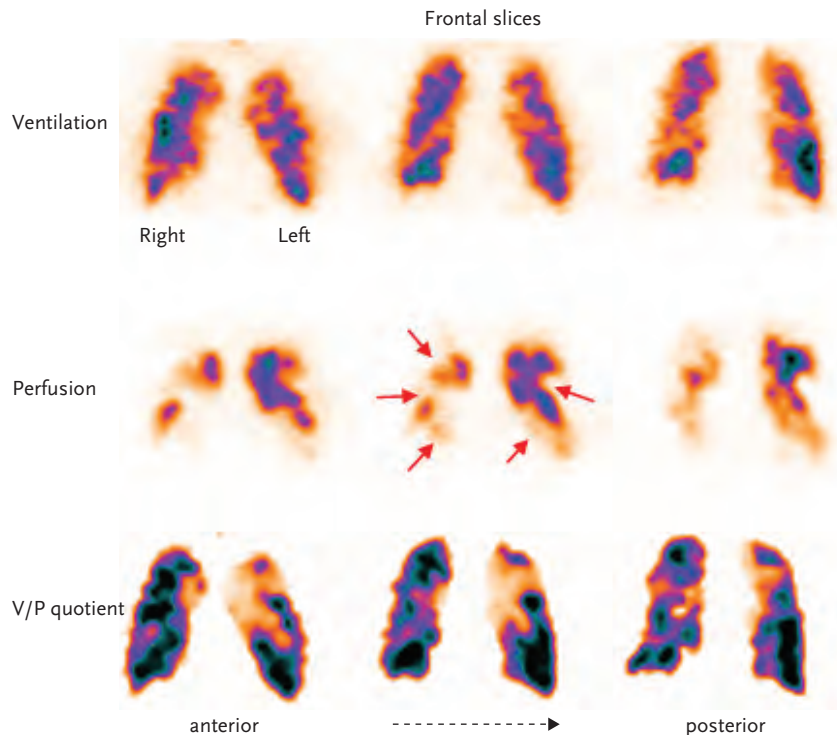 Frontal slices
Ventilation
Right Left
Perfusion
V/P quotient
anterior posterior